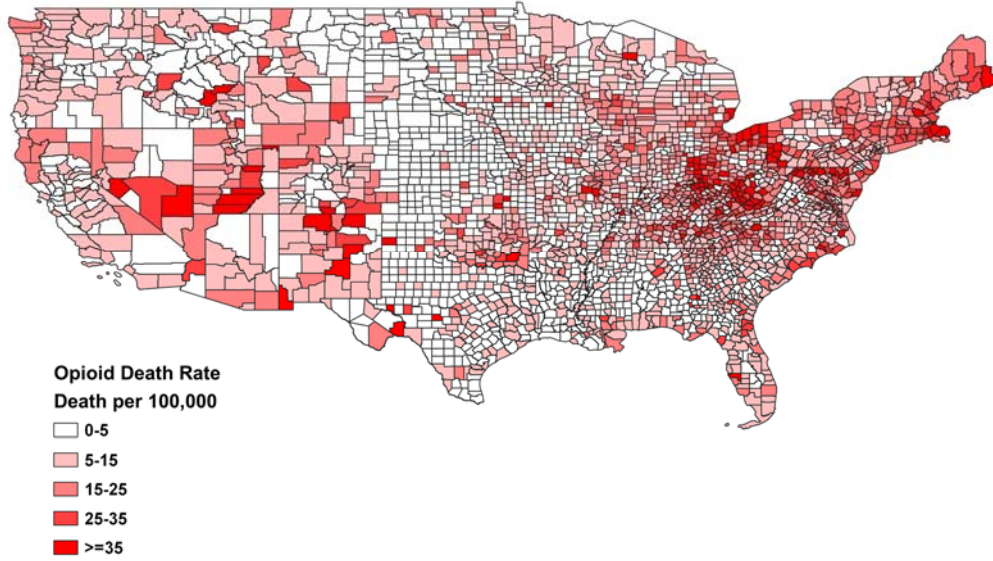 Opioid Death Rate
Death per 100,000
0-5
5-15
15-25
25-35
>=35